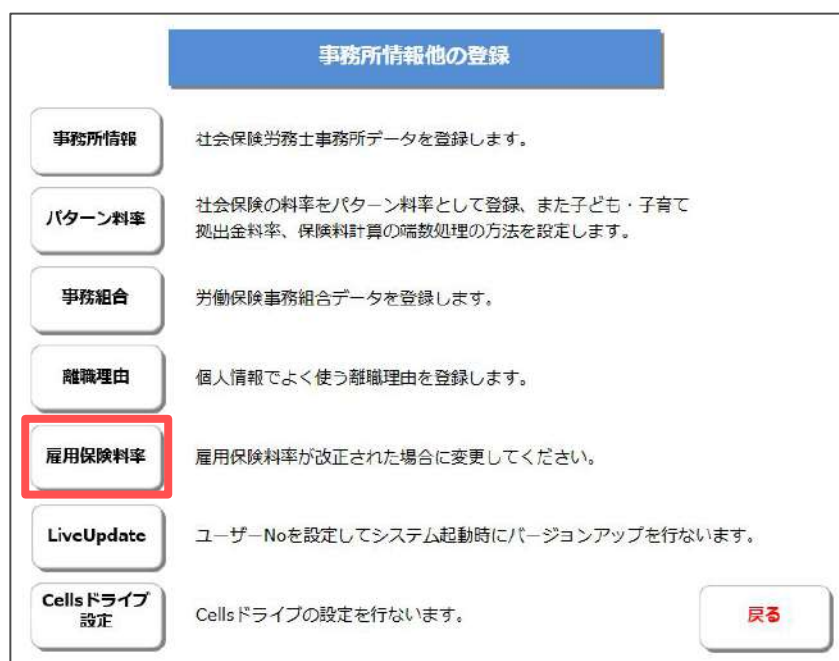 事務所情報他の登録
事務所情報
社会保険労務士事務所データを登録します。
パターン料率
社会保険の料率をパターン料率として登録、また子ども・子育て
拠出金料率、保険料計算の端数処理の方法を設定します。
事務組合
労働保険事務組合データを登録します。
離職理由
個人情報でよく使う離職理由を登録します。
雇用保険料率
雇用保険料率が改正された場合に変更してください。
LiveUpdate
ユーザーNoを設定してシステム起動時にバージョンアップを行ないます。
Cellsドライブ
設定
Cellsドライブの設定を行ないます。
戻る